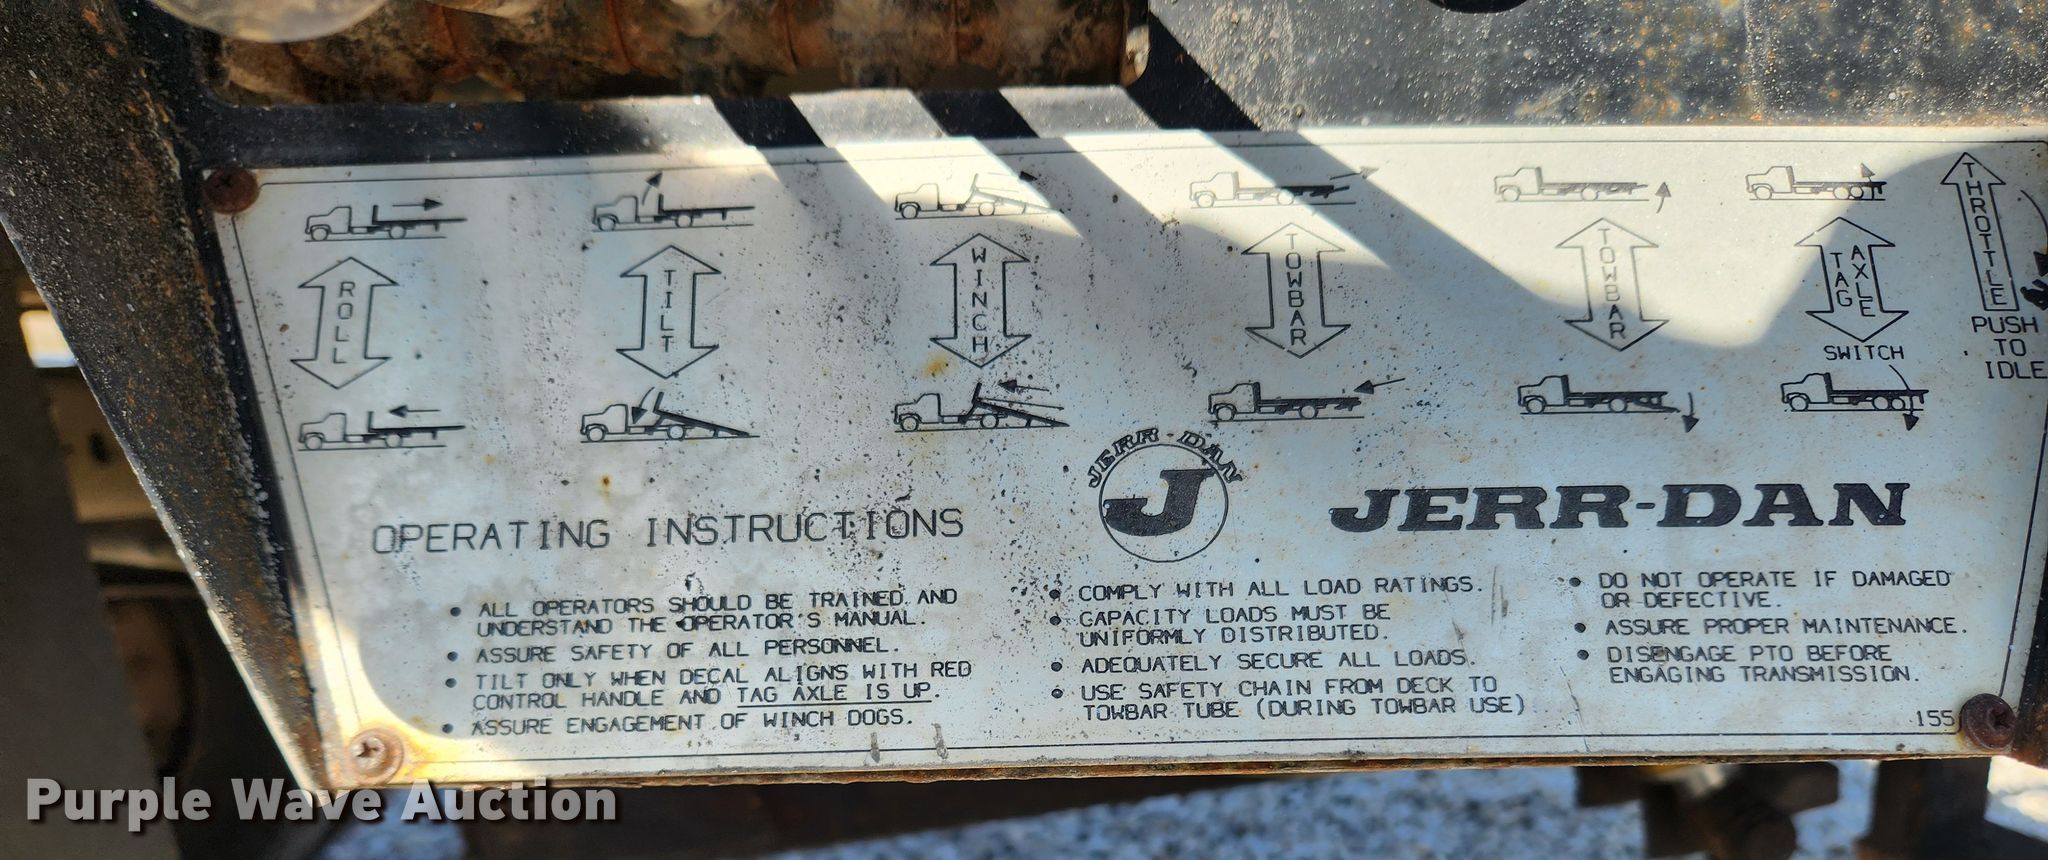 ROLL
TILT
WINCH
TOWBAR
TOWBAR
TAG AXLE
SWITCH
THROTTLE
PUSH
TO
IDLE
JERR-DAN
J
JERR-DAN
OPERATING INSTRUCTIONS
• ALL OPERATORS SHOULD BE TRAINED AND
UNDERSTAND THE OPERATOR'S MANUAL.
• ASSURE SAFETY OF ALL PERSONNEL.
• TILT ONLY WHEN DECAL ALIGNS WITH RED
CONTROL HANDLE AND TAG AXLE IS UP.
• ASSURE ENGAGEMENT OF WINCH DOGS.
• COMPLY WITH ALL LOAD RATINGS.
• CAPACITY LOADS MUST BE
UNIFORMLY DISTRIBUTED.
• ADEQUATELY SECURE ALL LOADS.
• USE SAFETY CHAIN FROM DECK TO
TOWBAR TUBE (DURING TOWBAR USE)
• DO NOT OPERATE IF DAMAGED
OR DEFECTIVE.
• ASSURE PROPER MAINTENANCE.
• DISENGAGE PTO BEFORE
ENGAGING TRANSMISSION.
155
Purple Wave Auction